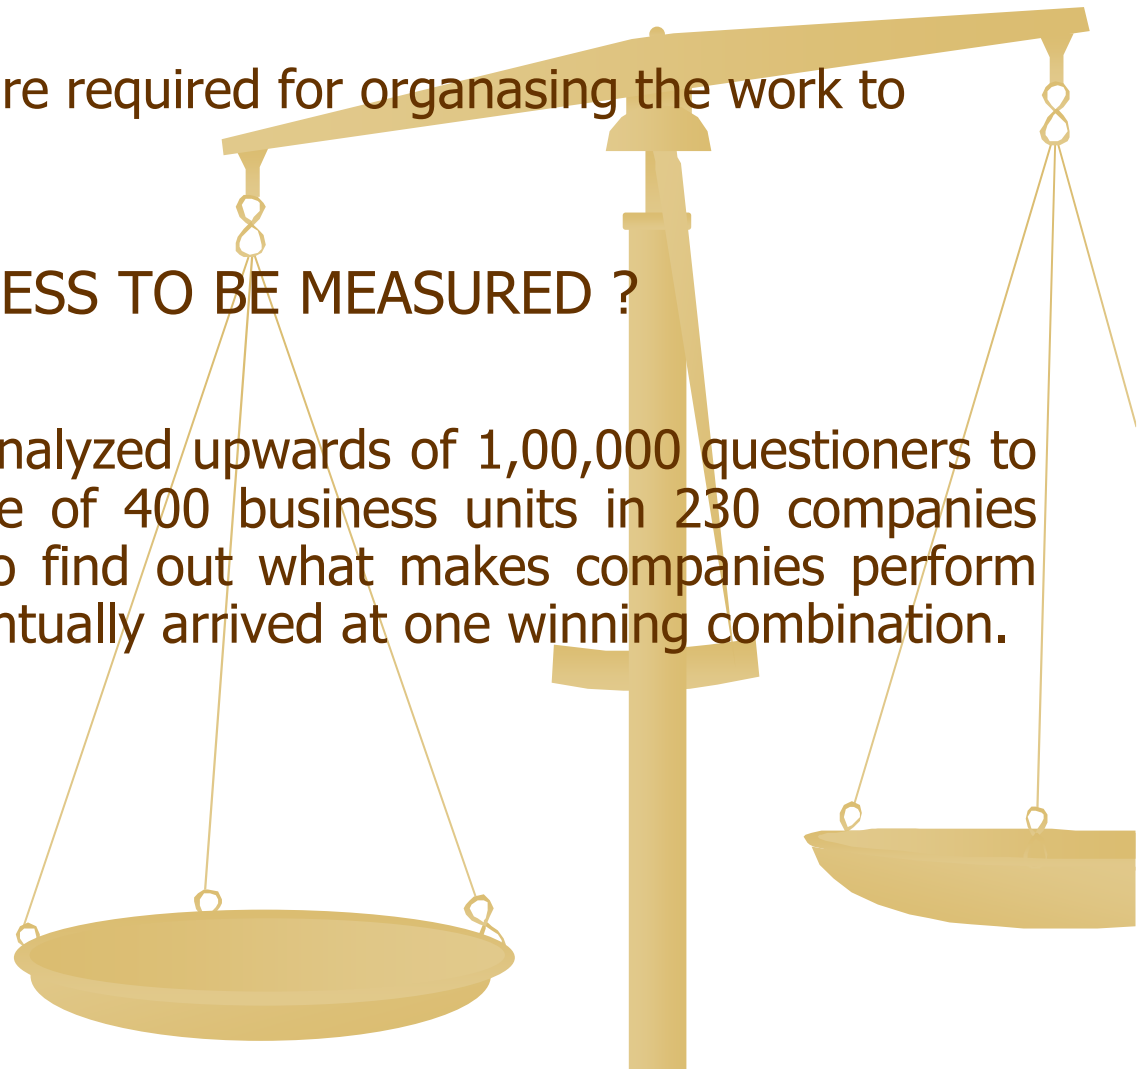 re required for organasing the work to
ESS TO BE MEASURED ?
nalyzed upwards of 1,00,000 questioners to
e of 400 business units in 230 companies
o find out what makes companies perform
ntually arrived at one winning combination.